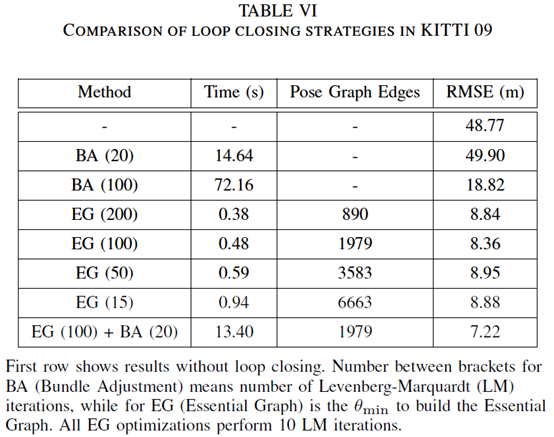 TABLE VI
COMPARISON OF LOOP CLOSING STRATEGIES IN KITTI 09
Method Time (s) Pose Graph Edges RMSE (m)
- - - 48.77
BA (20) 14.64 - 49.90
BA (100) 72.16 - 18.82
EG (200) 0.38 890 8.84
EG (100) 0.48 1979 8.36
EG (50) 0.59 3583 8.95
EG (15) 0.94 6663 8.88
EG (100) + BA (20) 13.40 1979 7.22
First row shows results without loop closing. Number between brackets for
BA (Bundle Adjustment) means number of Levenberg-Marquardt (LM)
iterations, while for EG (Essential Graph) is the θmin to build the Essential
Graph. All EG optimizations perform 10 LM iterations.